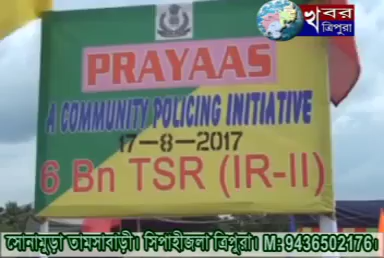 খবর
ত্রিপুরা
PRAYAAS
A COMMUNITY POLICING INITIATIVE
17-8-2017
6 Bn TSR (IR-II)
সোনামুড়া তামসাবাড়ী। সিপাহীজলা ত্রিপুরা। M: 9436502176।